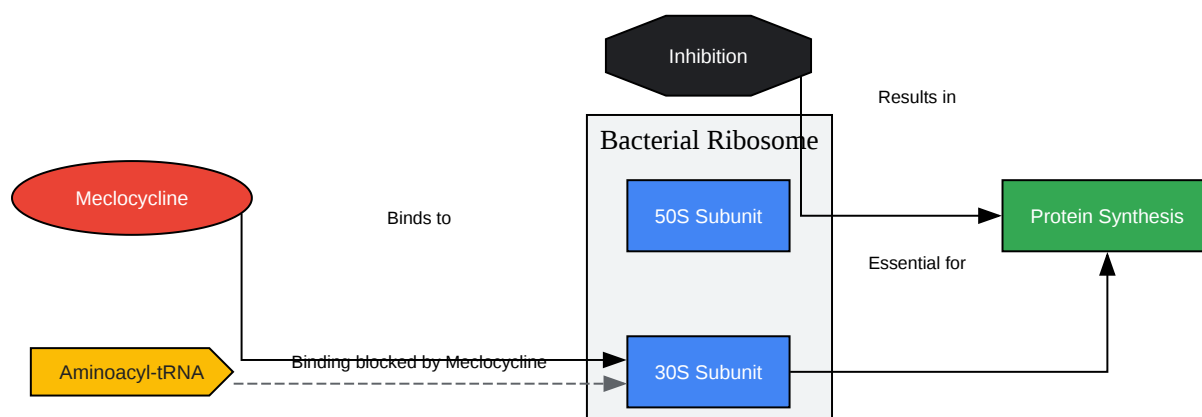 Inhibition
Results in
Bacterial Ribosome
Meclocycline
Binds to
50S Subunit
Protein Synthesis
Essential for
Aminoacyl-tRNA
Binding blocked by Meclocycline
30S Subunit